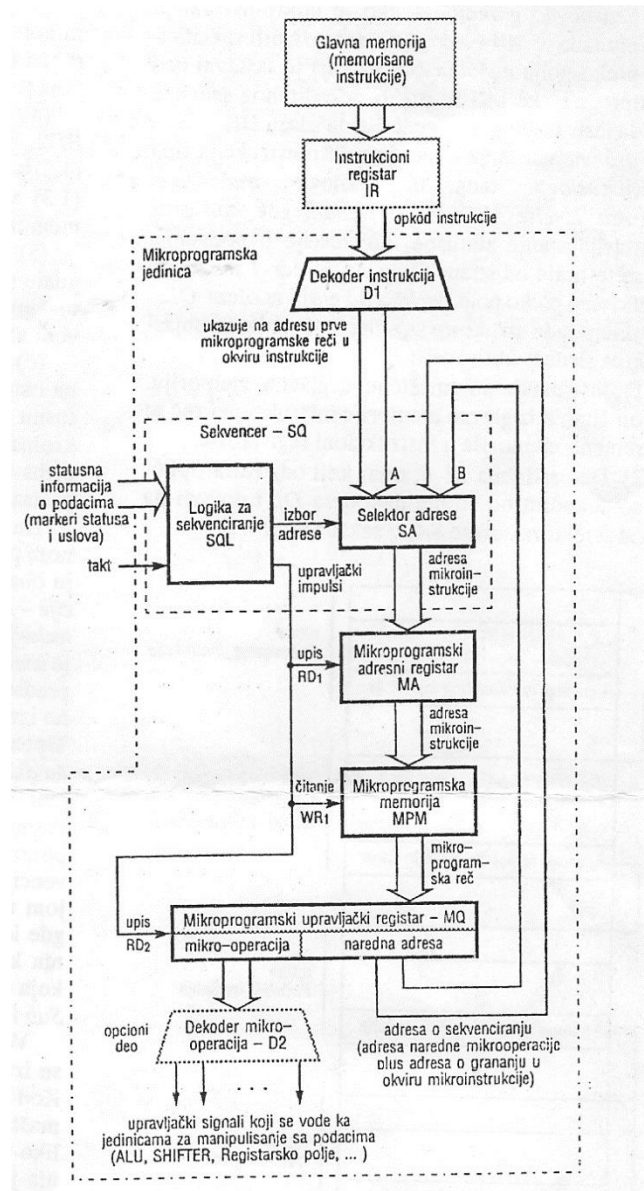 Glavna memorija
(memorisane
instrukcije)
Instrukcioni
registar
IR
opkôd instrukcije
Mikroprogramska
jedinica
Dekoder instrukcija
D1
ukazuje na adresu prve
mikroprogramske reči u
okviru instrukcije
Sekvencer – SQ
A
B
statusna
informacija
o podacima
(markeri statusa
i uslova)
takt
Logika za
sekvenciranje
SQL
izbor
adrese
Selektor adrese
SA
upravljački
impulsi
adresa
mikroin-
strukcije
upis
RD1
Mikroprogramski
adresni registar
MA
adresa
mikroin-
strukcije
čitanje
WR1
Mikroprogramska
memorija
MPM
mikro-
program-
ska reč
upis
RD2
Mikroprogramski upravljački registar – MQ
mikro-operacija
naredna adresa
opcioni
deo
Dekoder mikro-
operacija – D2
adresa o sekvenciranju
(adresa naredne mikrooperacije
plus adresa o grananju u
okviru mikroinstrukcije)
upravljački signali koji se vode ka
jedinicama za manipulisanje sa podacima
(ALU, SHIFTER, Registarsko polje, ... )